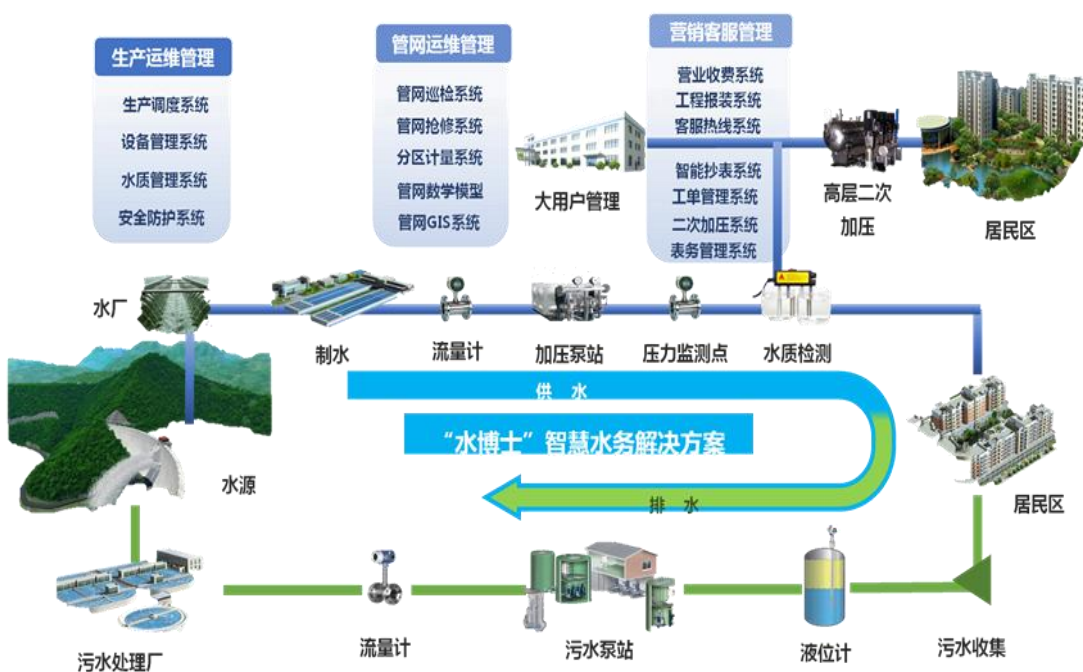 生产运维管理
生产调度系统
设备管理系统
水质管理系统
安全防护系统
管网运维管理
管网巡检系统
管网抢修系统
分区计量系统
管网数学模型
管网GIS系统
营销客服管理
营业收费系统
工程报装系统
客服热线系统
智能抄表系统
工单管理系统
二次加压系统
表务管理系统
大用户管理
高层二次
加压
居民区
水厂
制水
流量计
加压泵站
压力监测点
水质检测
供 水
“水博士”智慧水务解决方案
排 水
水源
居民区
污水处理厂
流量计
污水泵站
液位计
污水收集